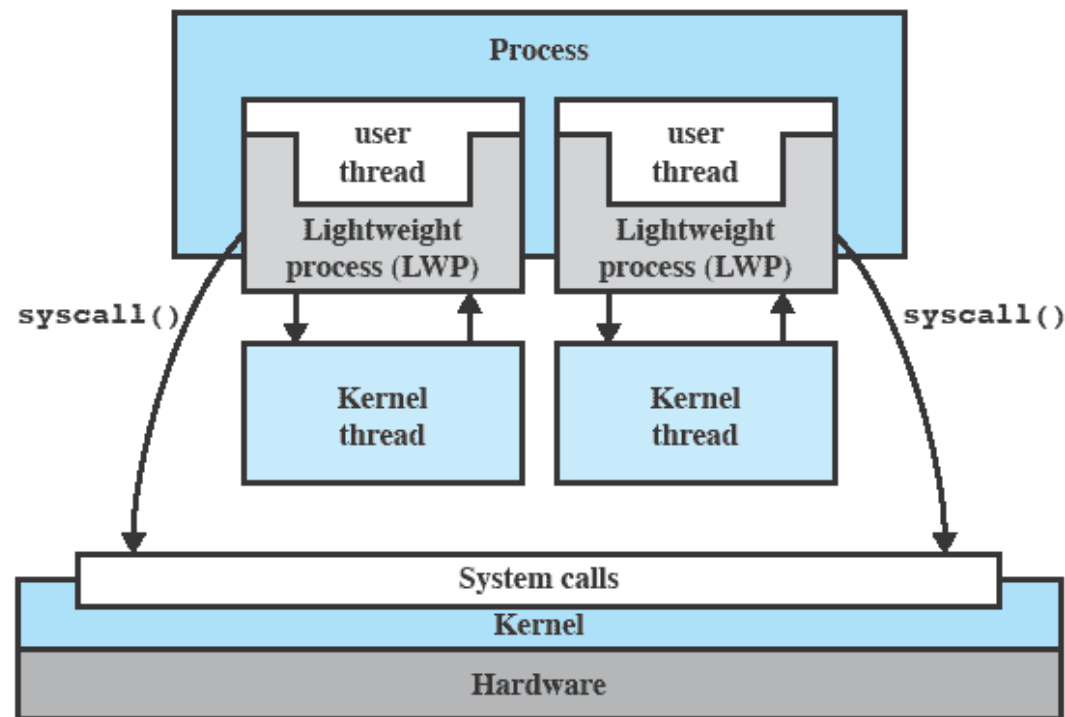 Process
user
thread
user
thread
Lightweight
process (LWP)
Lightweight
process (LWP)
syscall()
syscall()
Kernel
thread
Kernel
thread
System calls
Kernel
Hardware